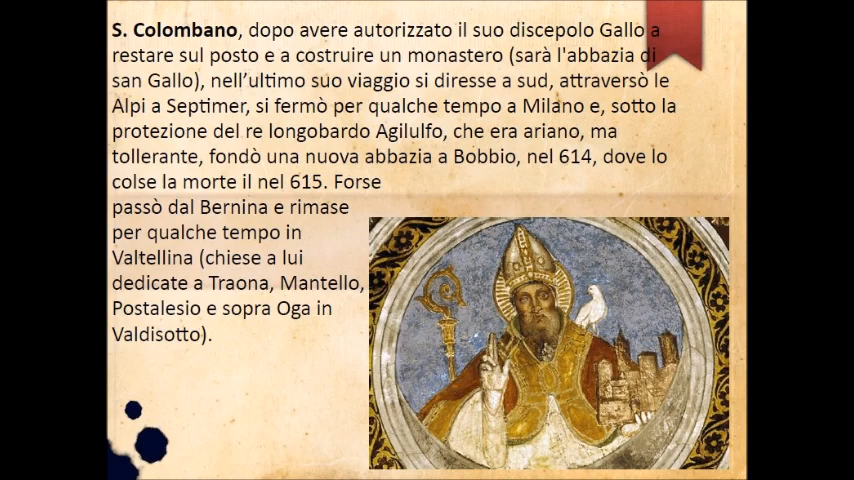 S. Colombano, dopo avere autorizzato il suo discepolo Gallo a
restare sul posto e a costruire un monastero (sarà l'abbazia di
san Gallo), nell’ultimo suo viaggio si diresse a sud, attraversò le
Alpi a Septimer, si fermò per qualche tempo a Milano e, sotto la
protezione del re longobardo Agilulfo, che era ariano, ma
tollerante, fondò una nuova abbazia a Bobbio, nel 614, dove lo
colse la morte il nel 615. Forse
passò dal Bernina e rimase
per qualche tempo in
Valtellina (chiese a lui
dedicate a Traona, Mantello,
Postalesio e sopra Oga in
Valdisotto).